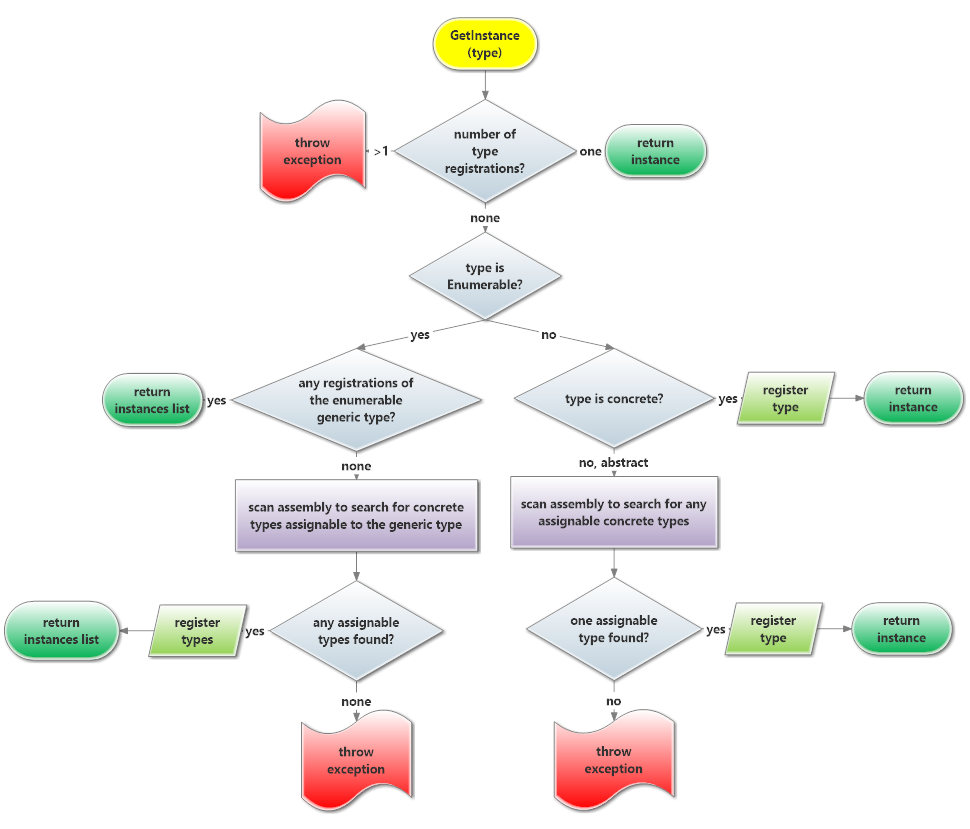 GetInstance
(type)
number of
type
registrations?
throw
exception
>1
one
return
instance
none
type is
Enumerable?
yes
no
any registrations of
the enumerable
generic type?
yes
return
instances list
type is concrete?
yes
register
type
return
instance
none
no, abstract
scan assembly to search for concrete
types assignable to the generic type
scan assembly to search for any
assignable concrete types
any assignable
types found?
yes
register
types
return
instances list
one assignable
type found?
yes
register
type
return
instance
none
no
throw
exception
throw
exception